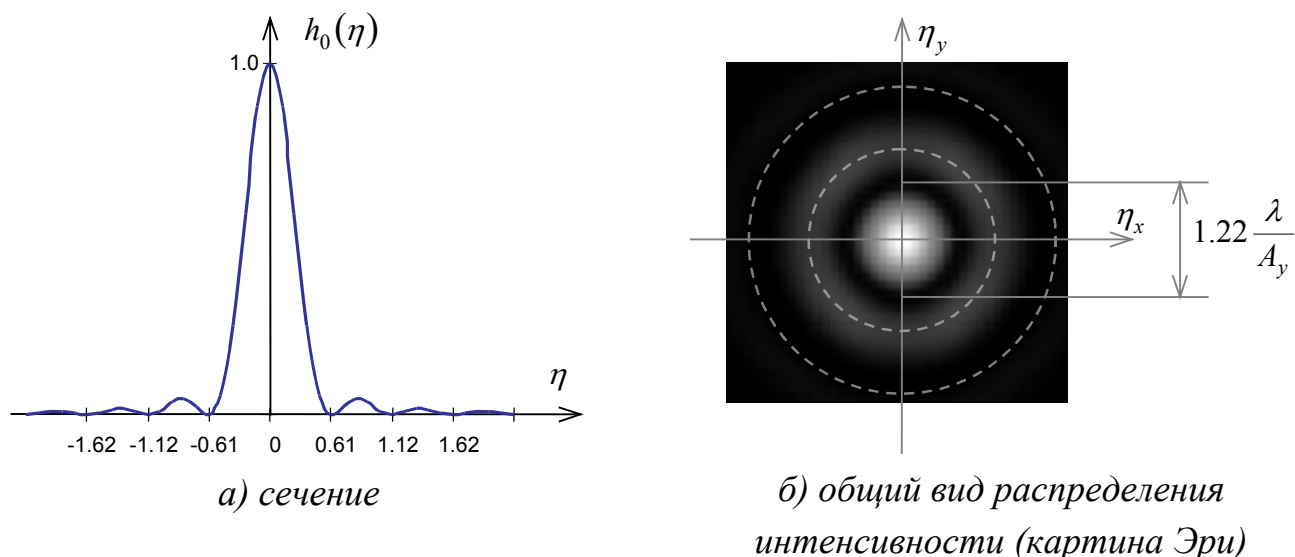 h₀(η)
1.0
η
-1.62 -1.12 -0.61 0 0.61 1.12 1.62
а) сечение
η_y
η_x
1.22 λ/A_y
б) общий вид распределения
интенсивности (картина Эри)